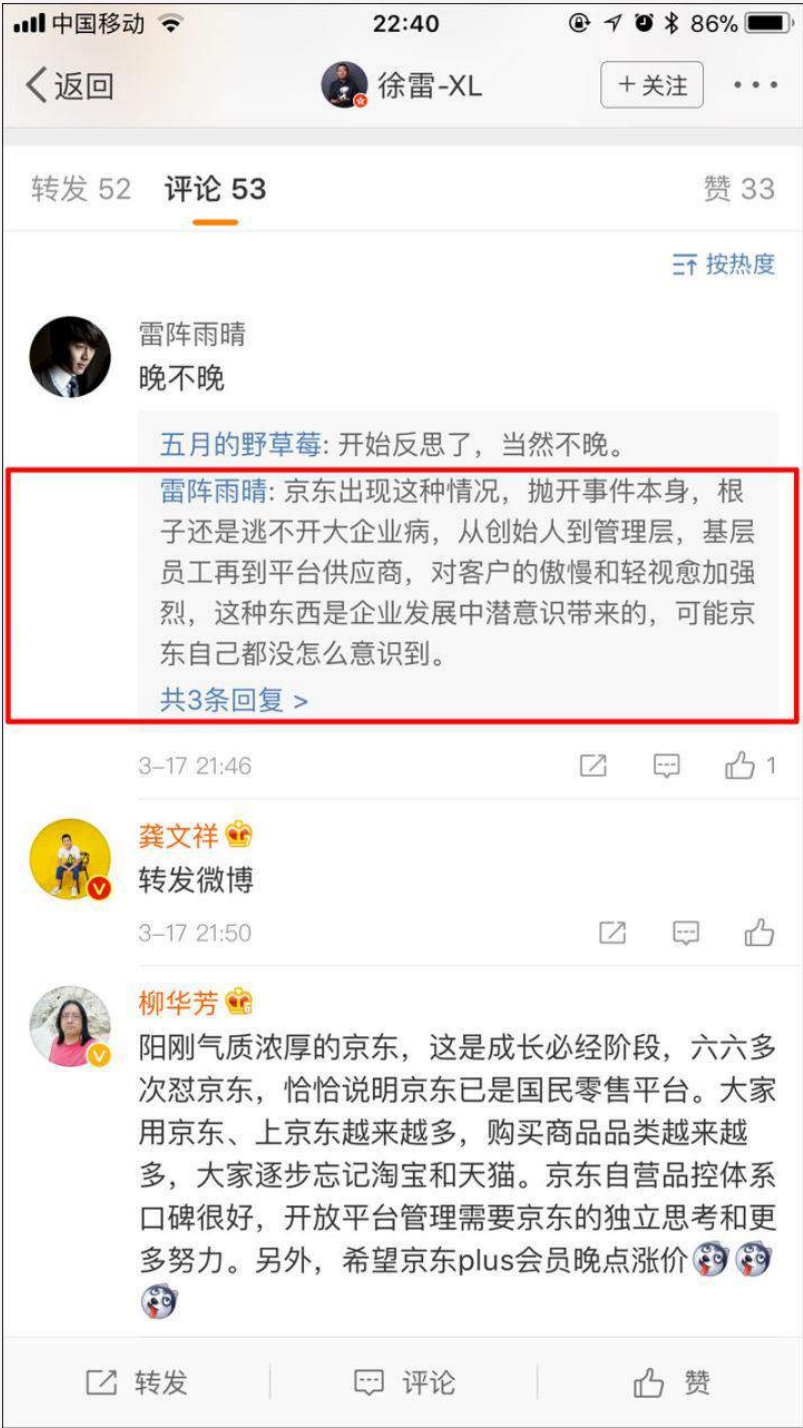 中国移动 22:40 86%
返回 徐雷-XL +关注
转发 52 评论 53 赞 33
按热度
雷阵雨晴
晚不晚
五月的野草莓: 开始反思了，当然不晚。
雷阵雨晴: 京东出现这种情况，抛开事件本身，根
子还是逃不开大企业病，从创始人到管理层，基层
员工再到平台供应商，对客户的傲慢和轻视愈加强
烈，这种东西是企业发展中潜意识带来的，可能京
东自己都没怎么意识到。
共3条回复 >
3-17 21:46 1
龚文祥
转发微博
3-17 21:50
柳华芳
阳刚气质浓厚的京东，这是成长必经阶段，六六多
次怼京东，恰恰说明京东已是国民零售平台。大家
用京东、上京东越来越多，购买商品品类越来越
多，大家逐步忘记淘宝和天猫。京东自营品控体系
口碑很好，开放平台管理需要京东的独立思考和更
多努力。另外，希望京东plus会员晚点涨价
转发 评论 赞